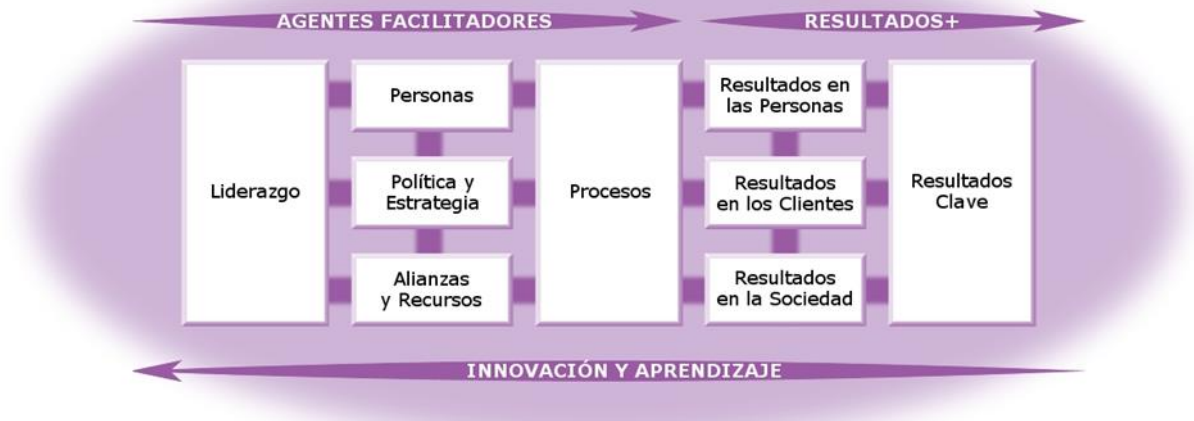 AGENTES FACILITADORES
RESULTADOS+
Liderazgo
Personas
Política y
Estrategia
Alianzas
y Recursos
Procesos
Resultados en
las Personas
Resultados
en los Clientes
Resultados
en la Sociedad
Resultados
Clave
INNOVACIÓN Y APRENDIZAJE